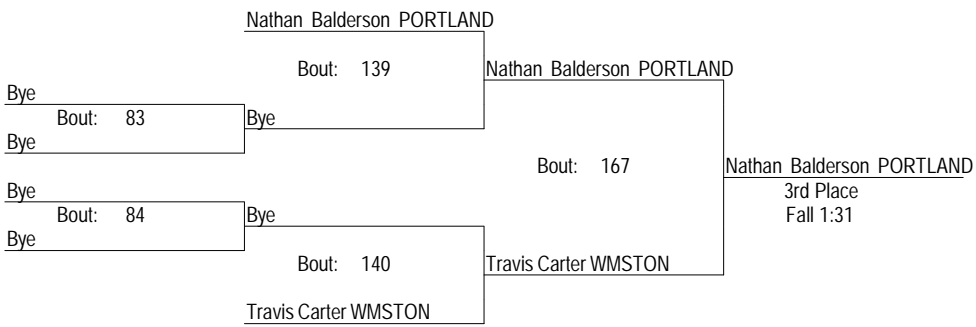 Nathan Balderson PORTLAND
Bout: 139
Nathan Balderson PORTLAND
Bye
Bout: 83
Bye
Bye
Bout: 167
Nathan Balderson PORTLAND
3rd Place
Fall 1:31
Bye
Bout: 84
Bye
Bye
Bout: 140
Travis Carter WMSTON
Travis Carter WMSTON